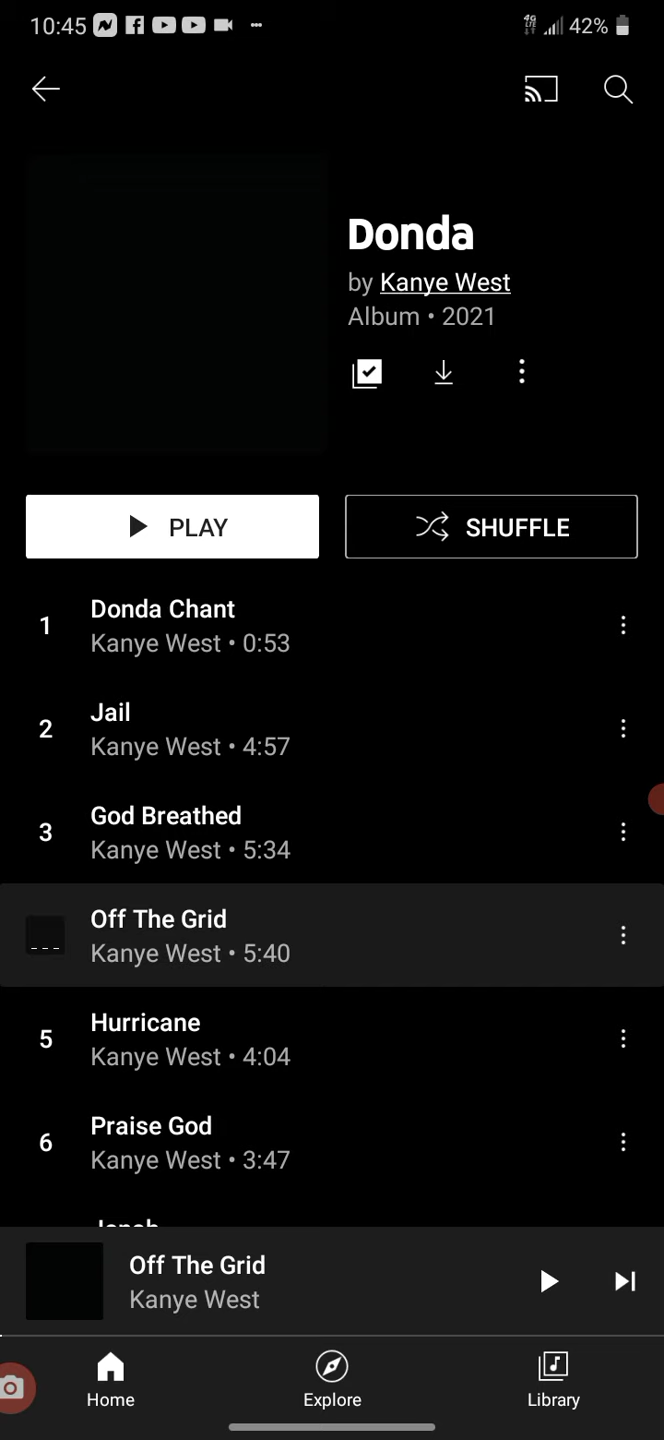 10:45
4G
LTE
42%
Donda
by Kanye West
Album • 2021
PLAY
SHUFFLE
1
Donda Chant
Kanye West • 0:53
2
Jail
Kanye West • 4:57
3
God Breathed
Kanye West • 5:34
Off The Grid
Kanye West • 5:40
5
Hurricane
Kanye West • 4:04
6
Praise God
Kanye West • 3:47
Off The Grid
Kanye West
Home
Explore
Library